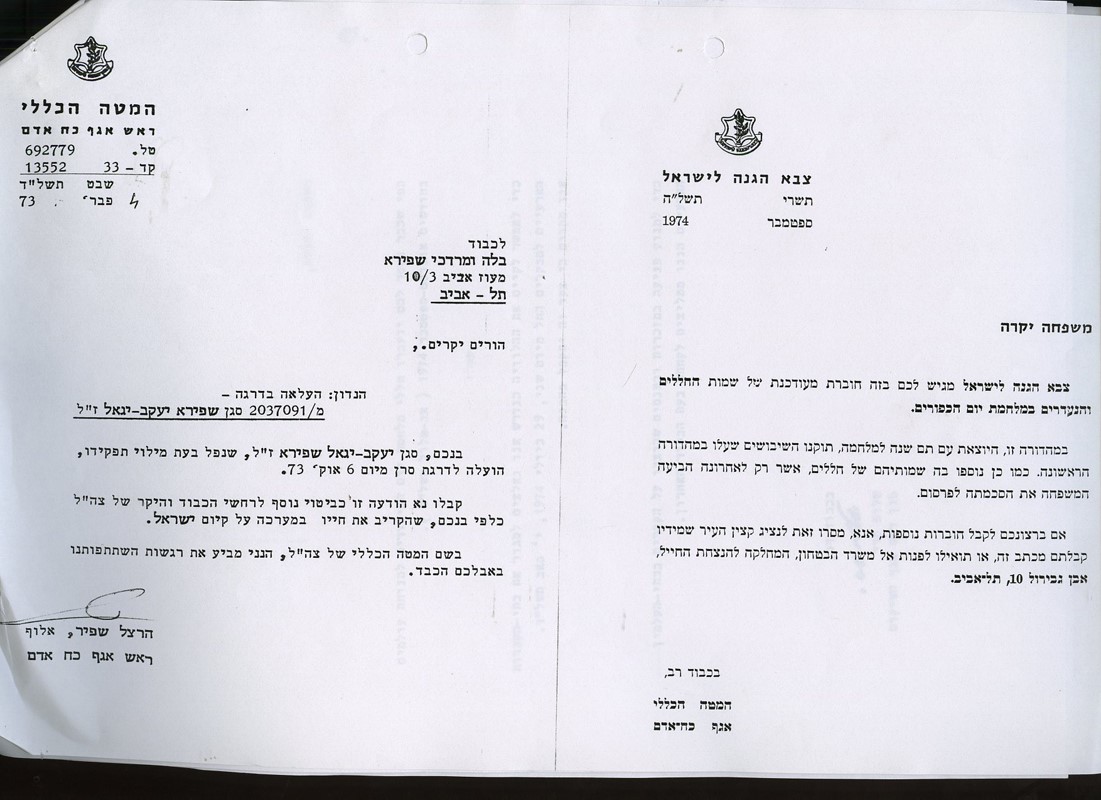 צבא הגנה לישראל
תשרי תשל"ה
ספטמבר 1974
משפחה יקרה
צבא הגנה לישראל מגיש לכם בזה חוברת מעודכנת של שמות החללים
והנעדרים במלחמת יום הכפורים.
במהדורה זו, היוצאת עם תם שנה למלחמה, תוקנו השיבושים שעלו במהדורה
הראשונה. כמו כן נוספו בה שמותיהם של חללים, אשר רק לאחרונה הביעה
המשפחה את הסכמתה לפרסום.
אם ברצונכם לקבל חוברות נוספות, אנא, מסרו זאת לנציג קצין העיר שמידיו
קבלתם מכתב זה, או תואילו לפנות אל משרד הבטחון, המחלקה להנצחת החייל,
אבן גבירול 10, תל־אביב.
בכבוד רב,
המטה הכללי
אגף כח־אדם
המטה הכללי
ראש אגף כח אדם
טל. 692779
קד - 33 13552
שבט תשל"ד
4 פבר' 73
לכבוד
בלה ומרדכי שפירא
מעוז אביב 10/3
תל - אביב
הורים יקרים,.
הנדון: העלאה בדרגה -
מ/2037091 סגן שפירא יעקב-יגאל ז"ל
בנכם, סגן יעקב-יגאל שפירא ז"ל, שנפל בעת מילוי תפקידו,
הועלה לדרגת סרן מיום 6 אוק' 73.
קבלו נא הודעה זו כביטוי נוסף לרחשי הכבוד והיקר של צה"ל
כלפי בנכם, שהקריב את חייו במערכה על קיום ישראל.
בשם המטה הכללי של צה"ל, הנני מביע את רגשות השתתפותנו
באבלכם הכבד.
הרצל שפיר, אלוף
ראש אגף כח אדם